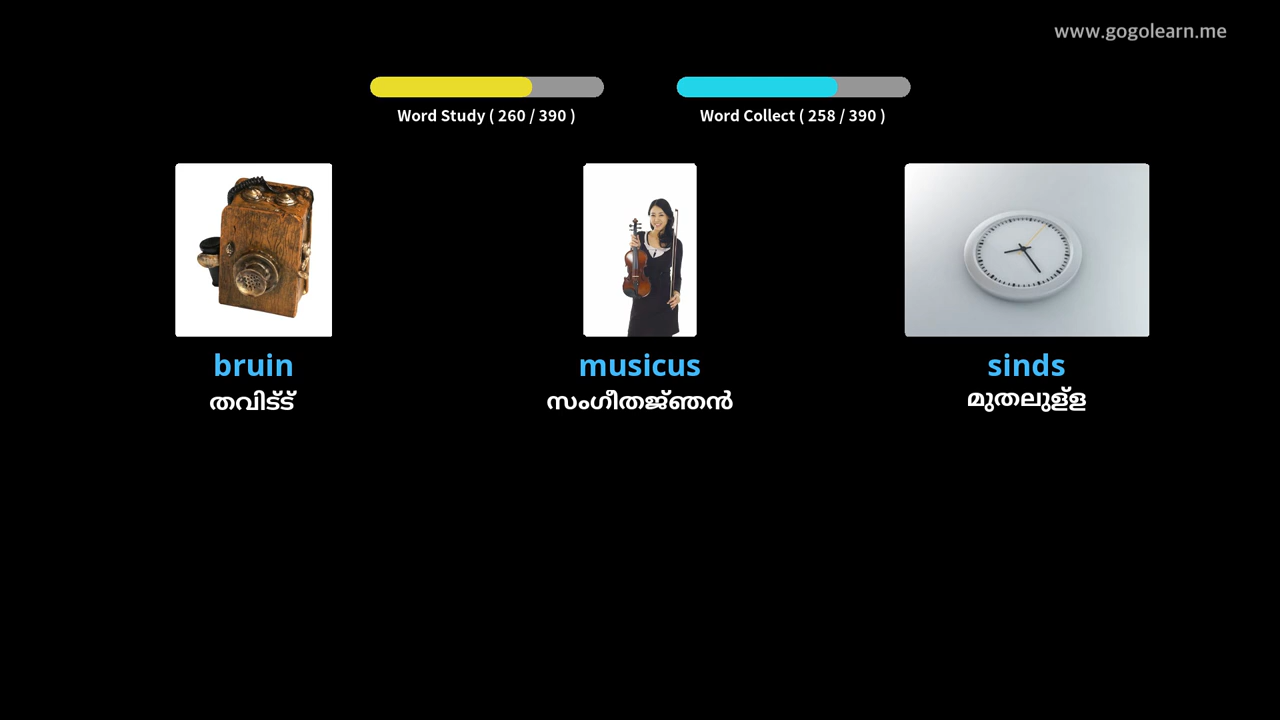 www.gogolearn.me
Word Study ( 260 / 390 )
Word Collect ( 258 / 390 )
bruin
musicus
sinds
തവിട്ട്
സംഗീതജ്ഞൻ
മുതലുള്ള